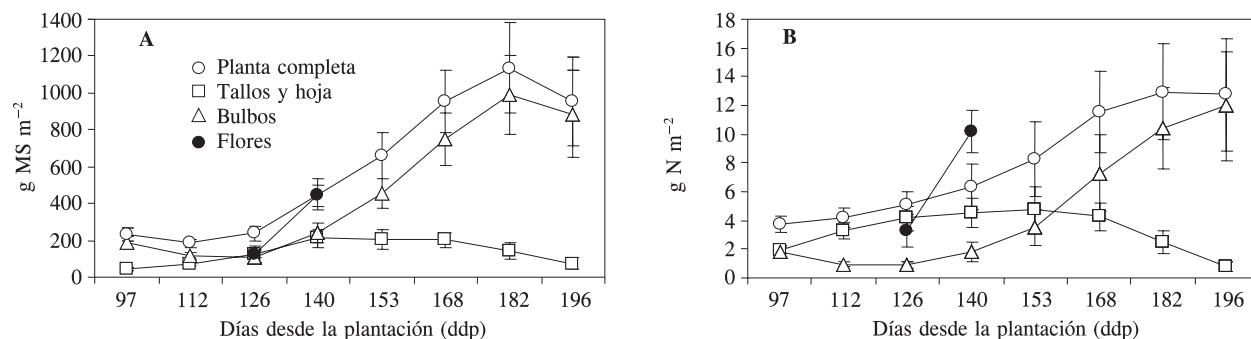 A
g MS m⁻²
1400
1200
1000
800
600
400
200
0
Planta completa
Tallos y hoja
Bulbos
Flores
97 112 126 140 153 168 182 196
Días desde la plantación (ddp)
B
g N m⁻²
18
16
14
12
10
8
6
4
2
0
97 112 126 140 153 168 182 196
Días desde la plantación (ddp)